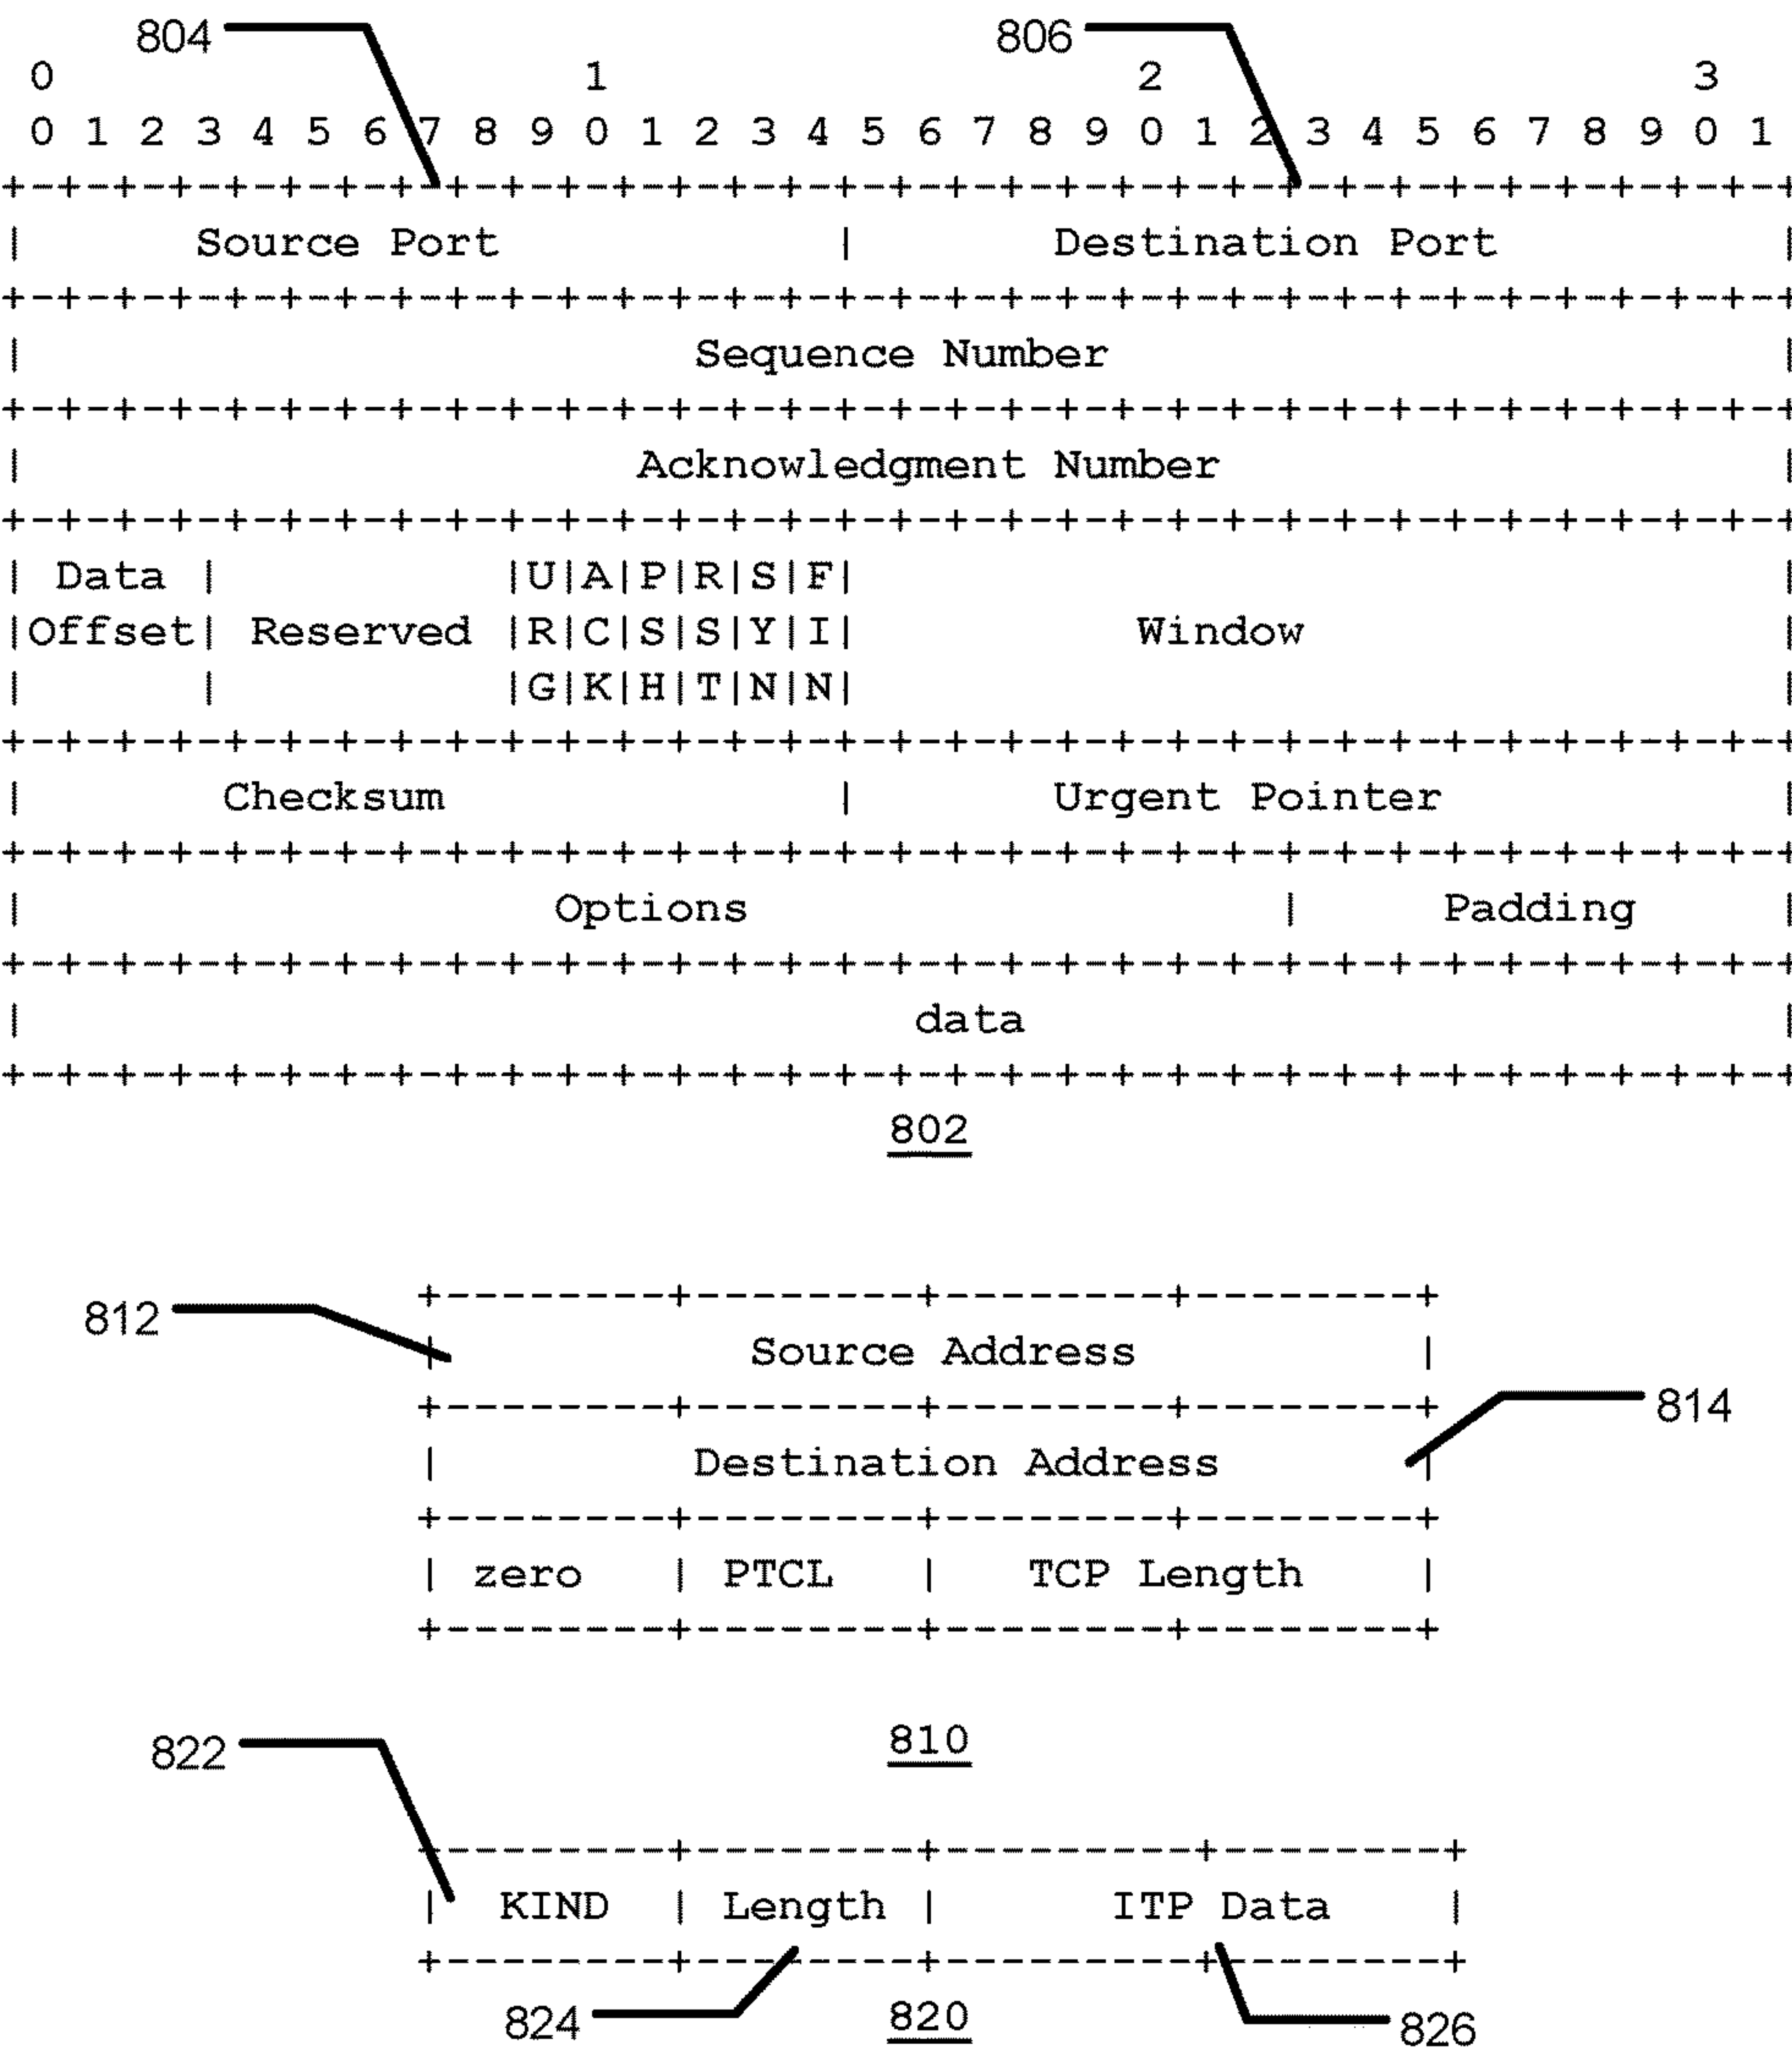 804 806
0 1 2 3
0 1 2 3 4 5 6 7 8 9 0 1 2 3 4 5 6 7 8 9 0 1 2 3 4 5 6 7 8 9 0 1
+-+-+-+-+-+-+-+-+-+-+-+-+-+-+-+-+-+-+-+-+-+-+-+-+-+-+-+-+-+-+-+-+
| Source Port | Destination Port |
+-+-+-+-+-+-+-+-+-+-+-+-+-+-+-+-+-+-+-+-+-+-+-+-+-+-+-+-+-+-+-+-+
| Sequence Number |
+-+-+-+-+-+-+-+-+-+-+-+-+-+-+-+-+-+-+-+-+-+-+-+-+-+-+-+-+-+-+-+-+
| Acknowledgment Number |
+-+-+-+-+-+-+-+-+-+-+-+-+-+-+-+-+-+-+-+-+-+-+-+-+-+-+-+-+-+-+-+-+
| Data | |U|A|P|R|S|F| |
|Offset| Reserved |R|C|S|S|Y|I| Window |
| | |G|K|H|T|N|N| |
+-+-+-+-+-+-+-+-+-+-+-+-+-+-+-+-+-+-+-+-+-+-+-+-+-+-+-+-+-+-+-+-+
| Checksum | Urgent Pointer |
+-+-+-+-+-+-+-+-+-+-+-+-+-+-+-+-+-+-+-+-+-+-+-+-+-+-+-+-+-+-+-+-+
| Options | Padding |
+-+-+-+-+-+-+-+-+-+-+-+-+-+-+-+-+-+-+-+-+-+-+-+-+-+-+-+-+-+-+-+-+
| data |
+-+-+-+-+-+-+-+-+-+-+-+-+-+-+-+-+-+-+-+-+-+-+-+-+-+-+-+-+-+-+-+-+
802
+--------+--------+--------+--------+
812 | Source Address |
+--------+--------+--------+--------+
814
| Destination Address |
+--------+--------+--------+--------+
| zero | PTCL | TCP Length |
+--------+--------+--------+--------+
810
822
+--------+--------+---------+--------+
| KIND | Length | ITP Data |
+--------+--------+---------+--------+
824 820 826